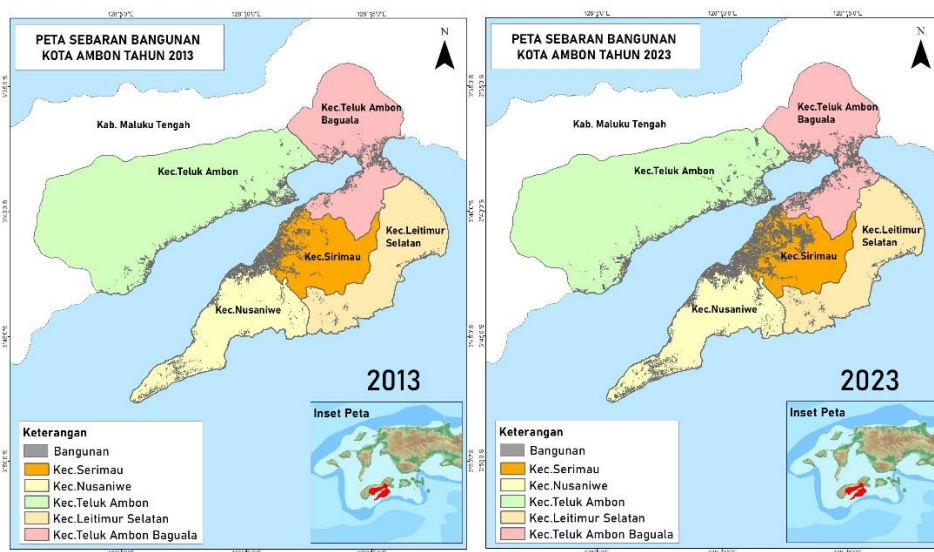 PETA SEBARAN BANGUNAN
KOTA AMBON TAHUN 2013
N
Kec.Teluk Ambon
Baguala
Kab. Maluku Tengah
Kec.Teluk Ambon
Kec.Leitimur
Selatan
Kec.Sirimau
Kec.Nusaniwe
2013
Inset Peta
Keterangan
Bangunan
Kec.Serimau
Kec.Nusaniwe
Kec.Teluk Ambon
Kec.Leitimur Selatan
Kec.Teluk Ambon Baguala
PETA SEBARAN BANGUNAN
KOTA AMBON TAHUN 2023
N
Kec.Teluk Ambon
Baguala
Kab. Maluku Tengah
Kec.Teluk Ambon
Kec.Leitimur
Selatan
Kec.Sirimau
Kec.Nusaniwe
2023
Inset Peta
Keterangan
Bangunan
Kec.Serimau
Kec.Nusaniwe
Kec.Teluk Ambon
Kec.Leitimur Selatan
Kec.Teluk Ambon Baguala